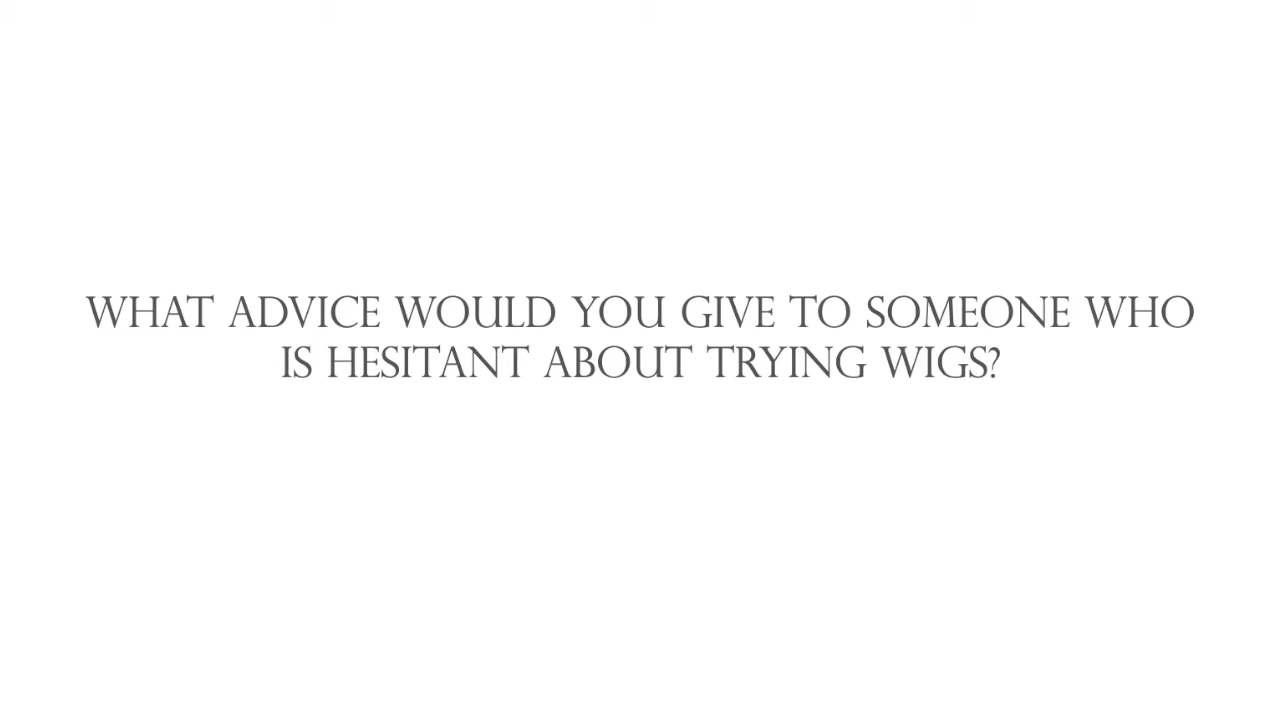 WHAT ADVICE WOULD YOU GIVE TO SOMEONE WHO
IS HESITANT ABOUT TRYING WIGS?